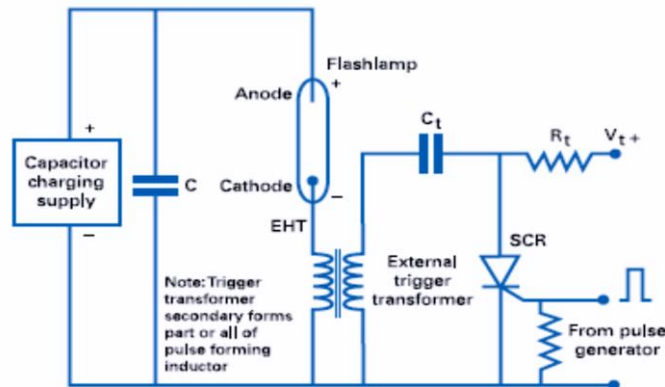 Flashlamp
+
Anode
C_t
R_t
V_t+
+
Capacitor
charging
supply
–
C
Cathode
–
EHT
SCR
External
trigger
transformer
Note: Trigger
transformer
secondary forms
part or all of
pulse forming
inductor
From pulse
generator